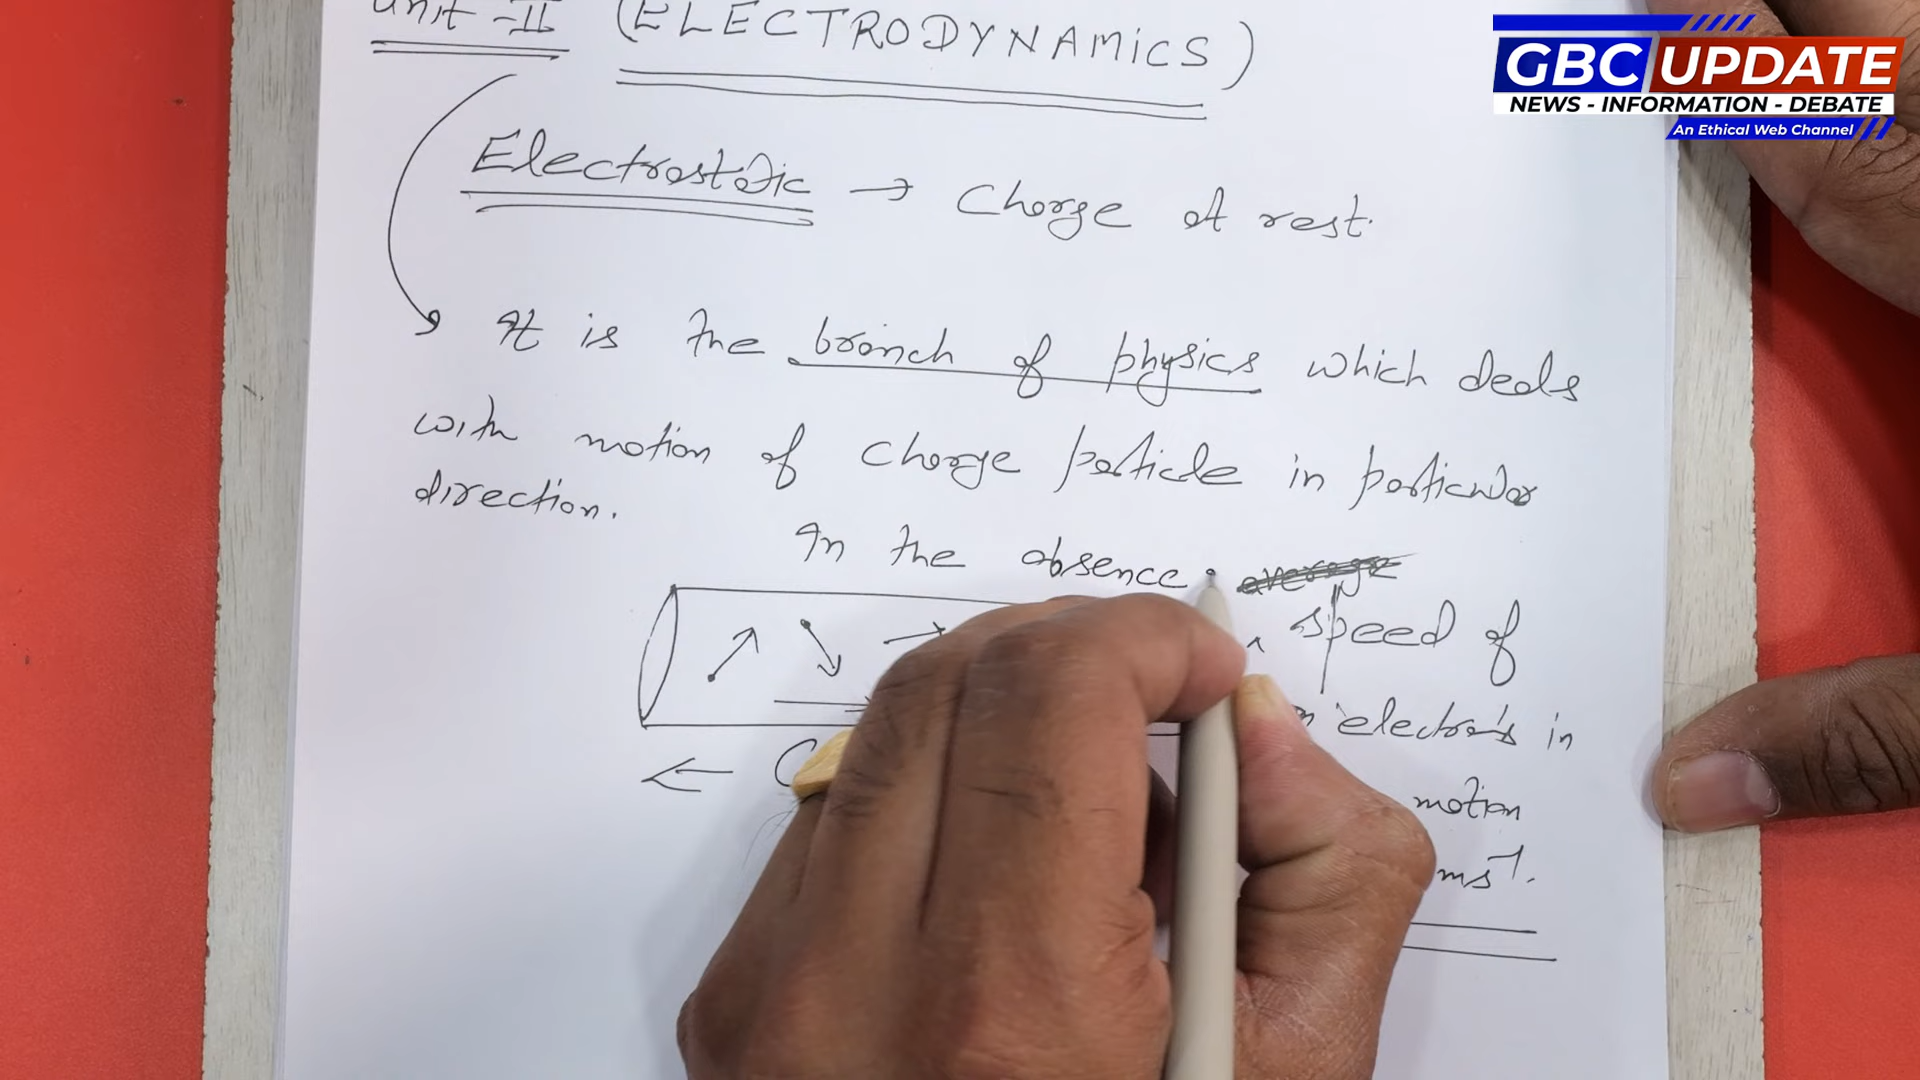 Unit - II (ELECTRODYNAMICS)
Electrostatic → Charge at rest.
It is the branch of physics which deals
with motion of charge particle in particular
direction.
In the absence average
speed of
electrons in
motion
ms⁻¹.
GBC UPDATE
NEWS - INFORMATION - DEBATE
An Ethical Web Channel